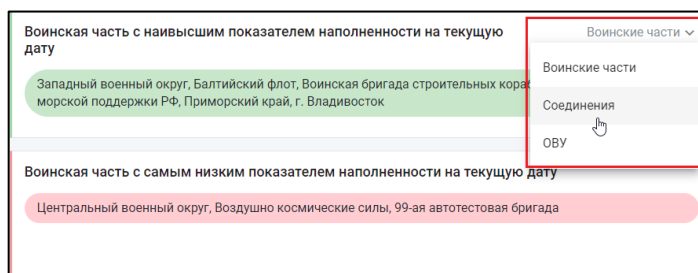 Воинская часть с наивысшим показателем наполненности на текущую
дату
Воинские части
Воинские части
Соединения
ОВУ
Западный военный округ, Балтийский флот, Воинская бригада строительных
морской поддержки РФ, Приморский край, г. Владивосток
Воинская часть с самым низким показателем наполненности на текущую дату
Центральный военный округ, Воздушно космические силы, 99-ая автотестовая бригада